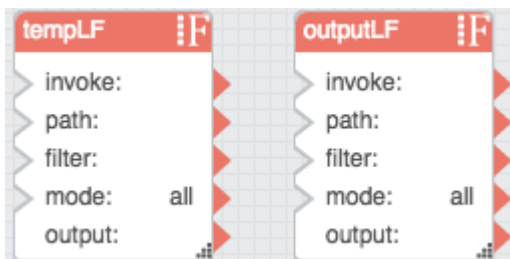 tempLF F
invoke:
path:
filter:
mode: all
output:
outputLF F
invoke:
path:
filter:
mode: all
output: